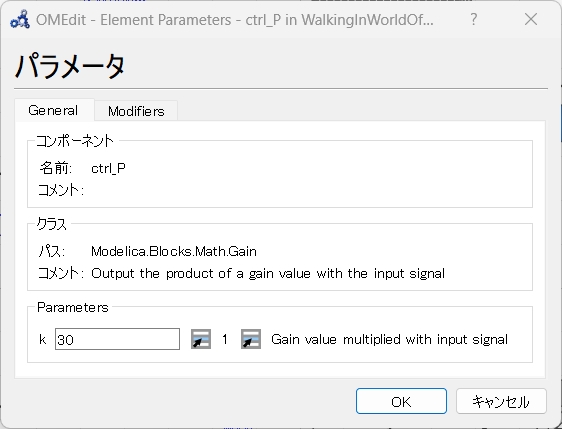 OMEdit - Element Parameters - ctrl_P in WalkingInWorldOf...
パラメータ
General Modifiers
コンポーネント
名前: ctrl_P
コメント:
クラス
パス: Modelica.Blocks.Math.Gain
コメント: Output the product of a gain value with the input signal
Parameters
k 30 1 Gain value multiplied with input signal
OK キャンセル